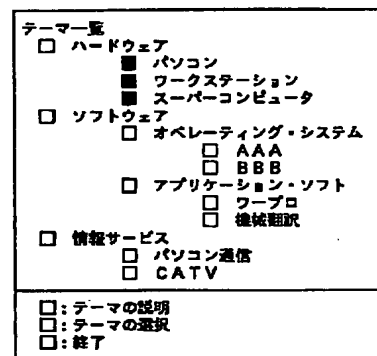 テーマ一覧
□ ハードウェア
■ パソコン
■ ワークステーション
■ スーパーコンピュータ
□ ソフトウェア
□ オペレーティング・システム
□ AAA
□ BBB
□ アプリケーション・ソフト
□ ワープロ
□ 機械翻訳
□ 情報サービス
□ パソコン通信
□ CATV
□:テーマの説明
□:テーマの選択
□:終了